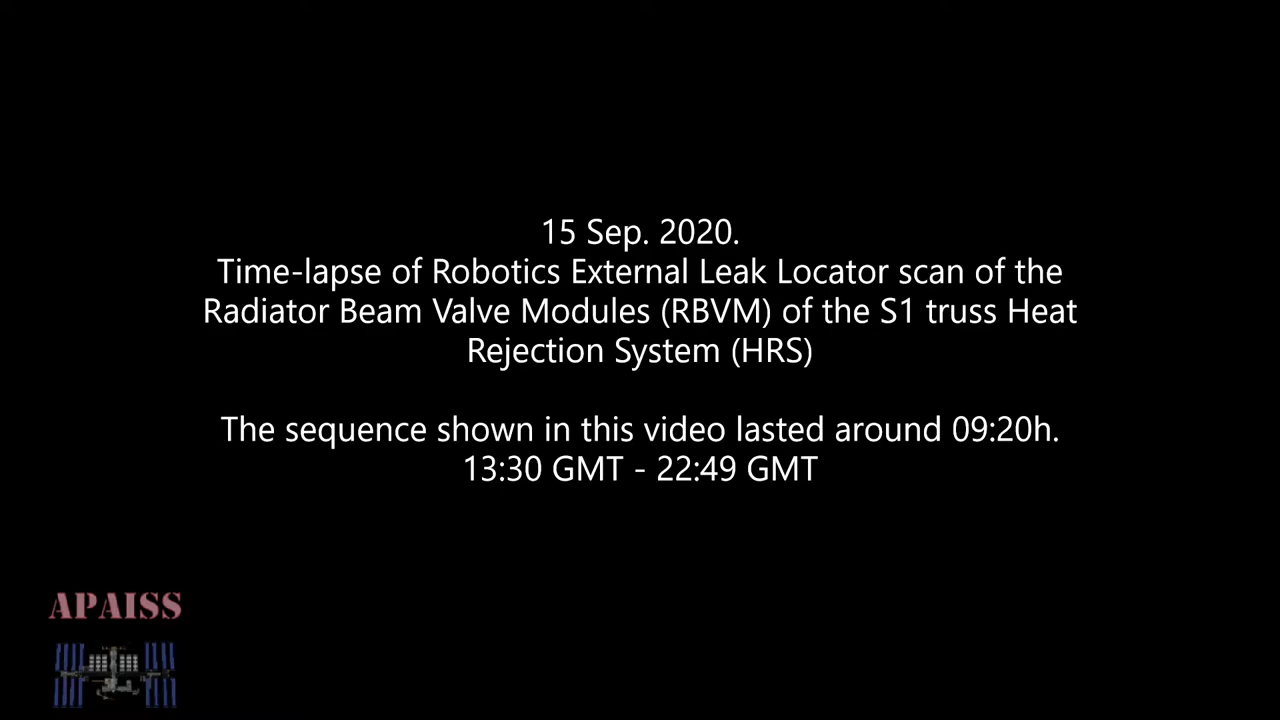 15 Sep. 2020.
Time-lapse of Robotics External Leak Locator scan of the
Radiator Beam Valve Modules (RBVM) of the S1 truss Heat
Rejection System (HRS)
The sequence shown in this video lasted around 09:20h.
13:30 GMT - 22:49 GMT
APAISS